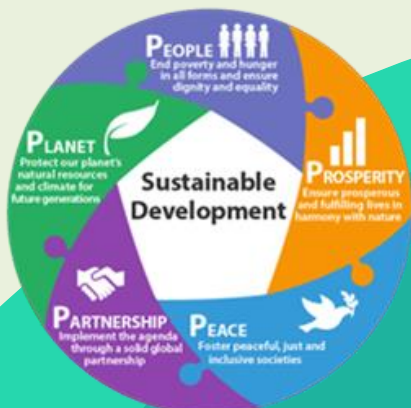 PEOPLE
End poverty and hunger
in all forms and ensure
dignity and equality
PROSPERITY
Ensure prosperous
and fulfilling lives in
harmony with nature
PEACE
Foster peaceful, just and
inclusive societies
PARTNERSHIP
Implement the agenda
through a solid global
partnership
PLANET
Protect our planet's
natural resources
and climate for
future generations
Sustainable
Development